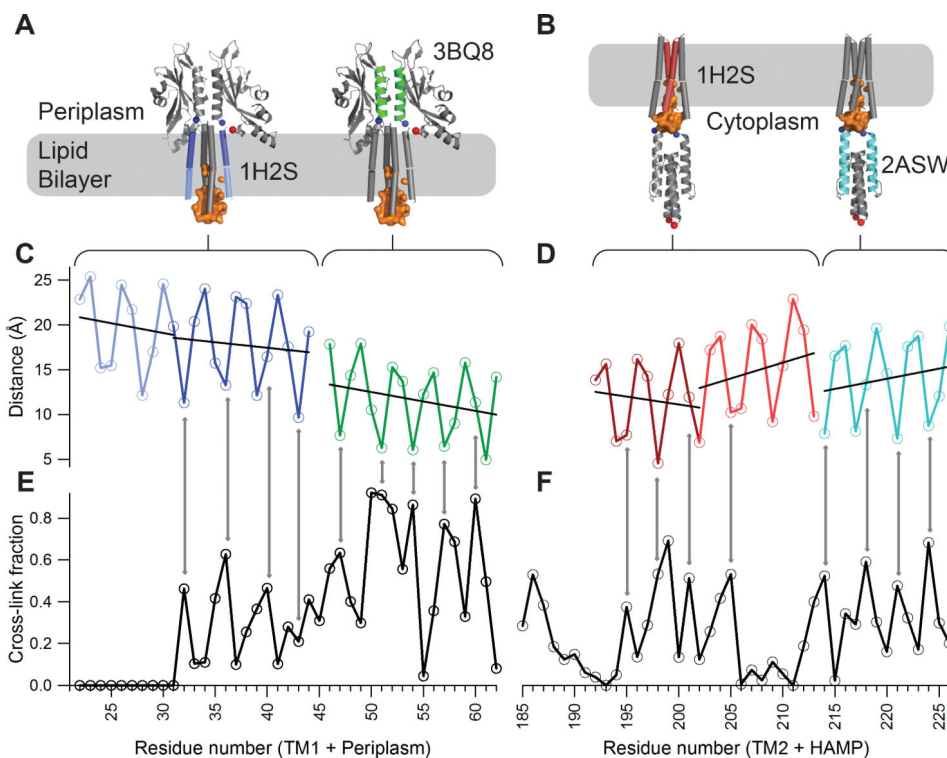 A
B
3BQ8
1H2S
Periplasm
Cytoplasm
Lipid
Bilayer
1H2S
2ASW
C
D
Distance (Å)
25
20
15
10
5
E
F
Cross-link fraction
0.8
0.6
0.4
0.2
0.0
25 30 35 40 45 50 55 60
185 190 195 200 205 210 215 220 225
Residue number (TM1 + Periplasm)
Residue number (TM2 + HAMP)